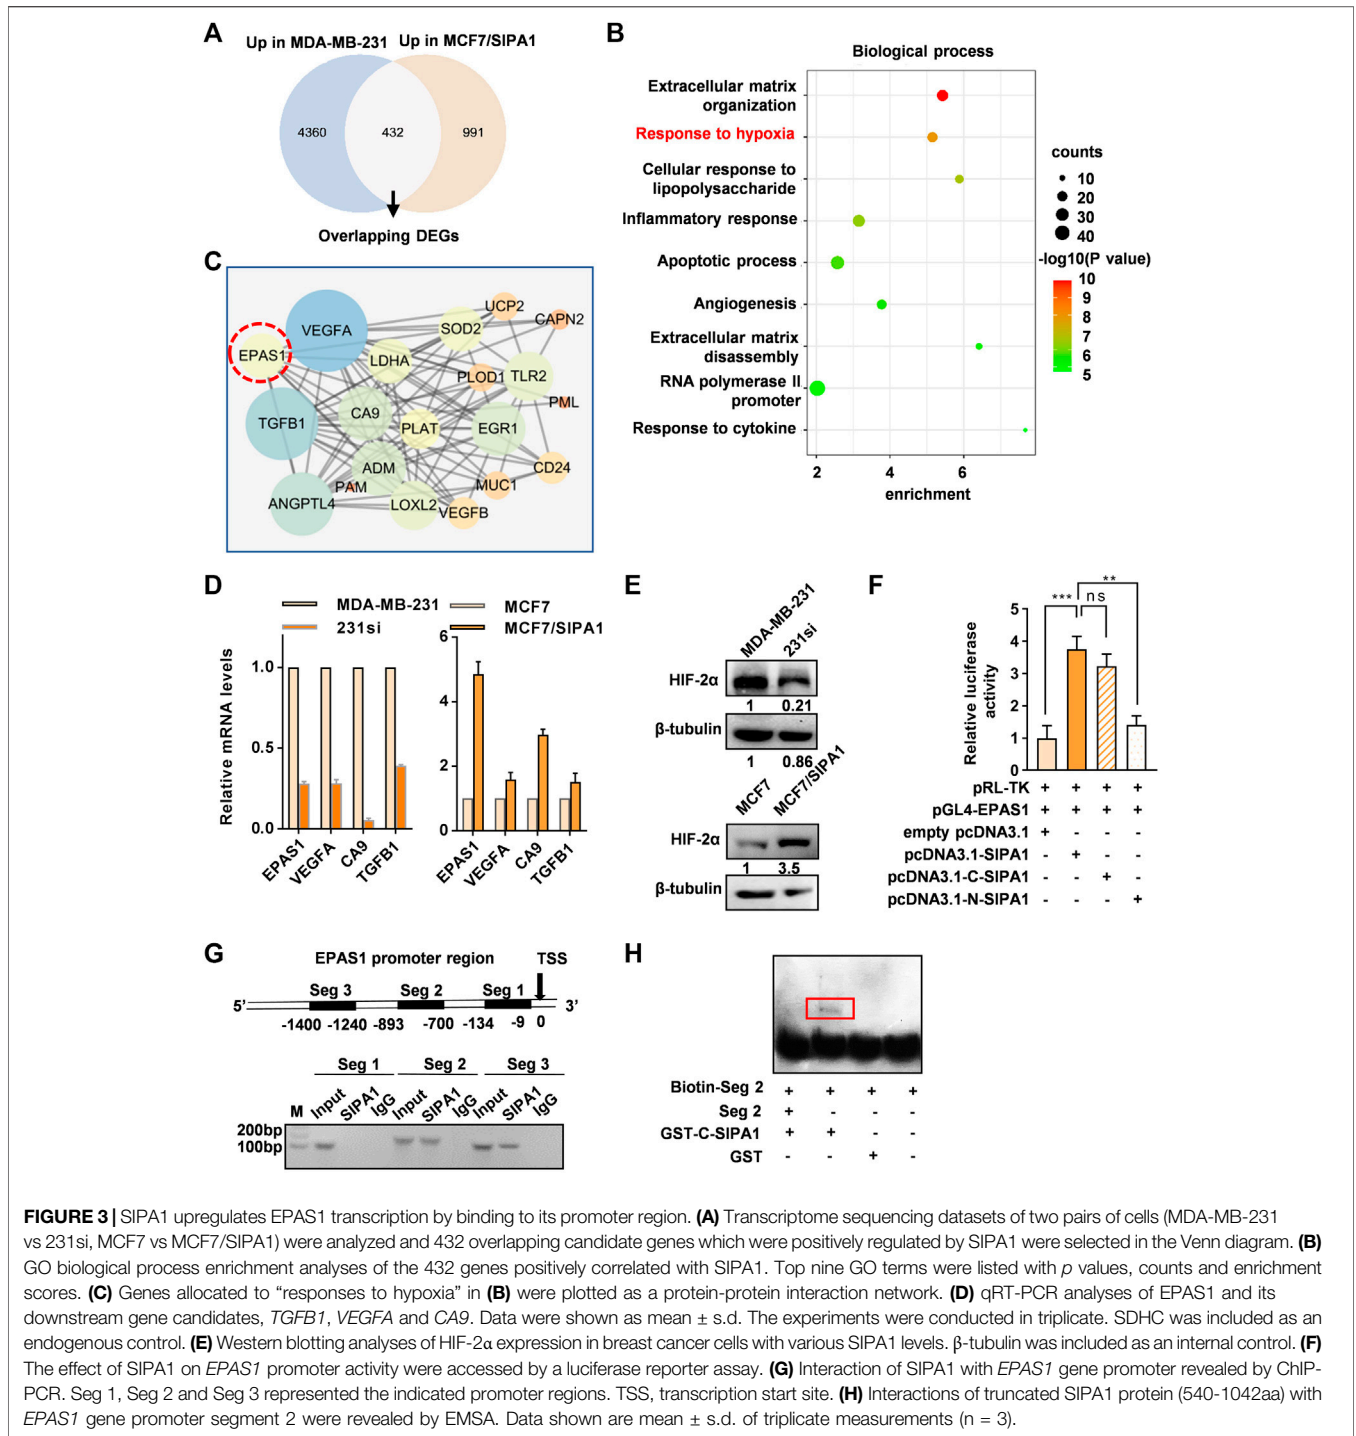 A
Up in MDA-MB-231 Up in MCF7/SIPA1
4360 432 991
Overlapping DEGs
B
Biological process
Extracellular matrix
organization
Response to hypoxia
Cellular response to
lipopolysaccharide
Inflammatory response
Apoptotic process
Angiogenesis
Extracellular matrix
disassembly
RNA polymerase II
promoter
Response to cytokine
2 4 6
enrichment
counts
10
20
30
40
-log10(P value)
10
9
8
7
6
5
C
UCP2
CAPN2
VEGFA
SOD2
EPAS1
LDHA
PLOD1
TLR2
PML
CA9
TGFB1
PLAT
EGR1
ADM
CD24
PAM
MUC1
ANGPTL4
LOXL2
VEGFB
D
MDA-MB-231
231si
MCF7
MCF7/SIPA1
Relative mRNA levels
1.0
0.5
0.0
EPAS1 VEGFA CA9 TGFB1
6
4
2
0
EPAS1 VEGFA CA9 TGFB1
E
MDA-MB-231 231si
HIF-2α
1 0.21
β-tubulin
1 0.86
MCF7 MCF7/SIPA1
HIF-2α
1 3.5
β-tubulin
F
**
*** ns
Relative luciferase
activity
5
4
3
2
1
0
pRL-TK + + + +
pGL4-EPAS1 + + + +
empty pcDNA3.1 + - - -
pcDNA3.1-SIPA1 - + - -
pcDNA3.1-C-SIPA1 - - + -
pcDNA3.1-N-SIPA1 - - - +
G
EPAS1 promoter region TSS
Seg 3 Seg 2 Seg 1
5' 3'
-1400 -1240 -893 -700 -134 -9 0
Seg 1 Seg 2 Seg 3
M Input SIPA1 IgG Input SIPA1 IgG Input SIPA1 IgG
200bp
100bp
H
Biotin-Seg 2 + + + +
Seg 2 + - - -
GST-C-SIPA1 + + - -
GST - - + -
FIGURE 3 | SIPA1 upregulates EPAS1 transcription by binding to its promoter region. (A) Transcriptome sequencing datasets of two pairs of cells (MDA-MB-231
vs 231si, MCF7 vs MCF7/SIPA1) were analyzed and 432 overlapping candidate genes which were positively regulated by SIPA1 were selected in the Venn diagram. (B)
GO biological process enrichment analyses of the 432 genes positively correlated with SIPA1. Top nine GO terms were listed with p values, counts and enrichment
scores. (C) Genes allocated to “responses to hypoxia” in (B) were plotted as a protein-protein interaction network. (D) qRT-PCR analyses of EPAS1 and its
downstream gene candidates, TGFB1, VEGFA and CA9. Data were shown as mean ± s.d. The experiments were conducted in triplicate. SDHC was included as an
endogenous control. (E) Western blotting analyses of HIF-2α expression in breast cancer cells with various SIPA1 levels. β-tubulin was included as an internal control. (F)
The effect of SIPA1 on EPAS1 promoter activity were accessed by a luciferase reporter assay. (G) Interaction of SIPA1 with EPAS1 gene promoter revealed by ChIP-
PCR. Seg 1, Seg 2 and Seg 3 represented the indicated promoter regions. TSS, transcription start site. (H) Interactions of truncated SIPA1 protein (540-1042aa) with
EPAS1 gene promoter segment 2 were revealed by EMSA. Data shown are mean ± s.d. of triplicate measurements (n = 3).